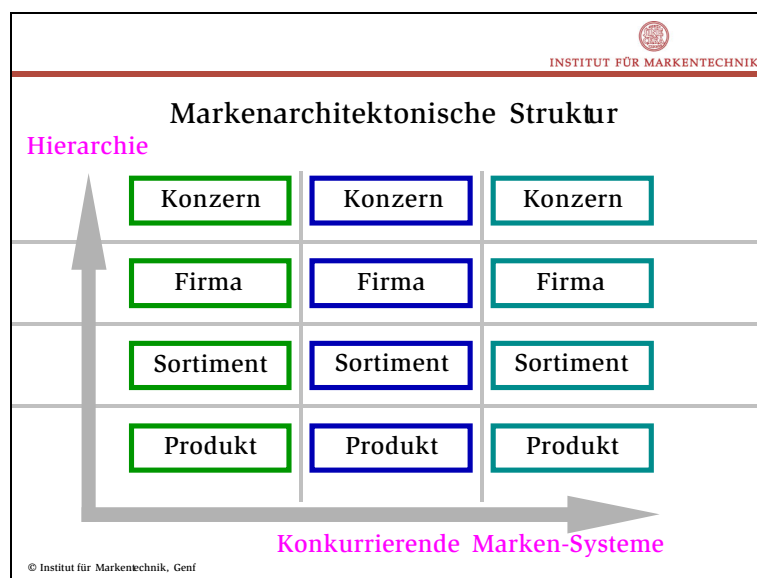 INSTITUT FÜR MARKENTECHNIK
Markenarchitektonische Struktur
Hierarchie
Konzern Konzern Konzern
Firma Firma Firma
Sortiment Sortiment Sortiment
Produkt Produkt Produkt
Konkurrierende Marken-Systeme
© Institut für Markentechnik, Genf